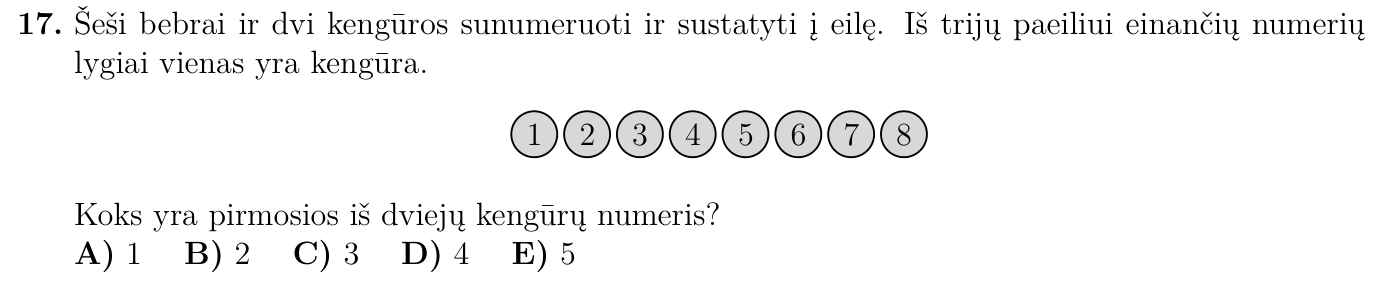 17. Šeši bebrai ir dvi kengūros sunumeruoti ir sustatyti į eilę. Iš trijų paeiliui einančių numerių
lygiai vienas yra kengūra.
1 2 3 4 5 6 7 8
Koks yra pirmosios iš dviejų kengūrų numeris?
A) 1 B) 2 C) 3 D) 4 E) 5